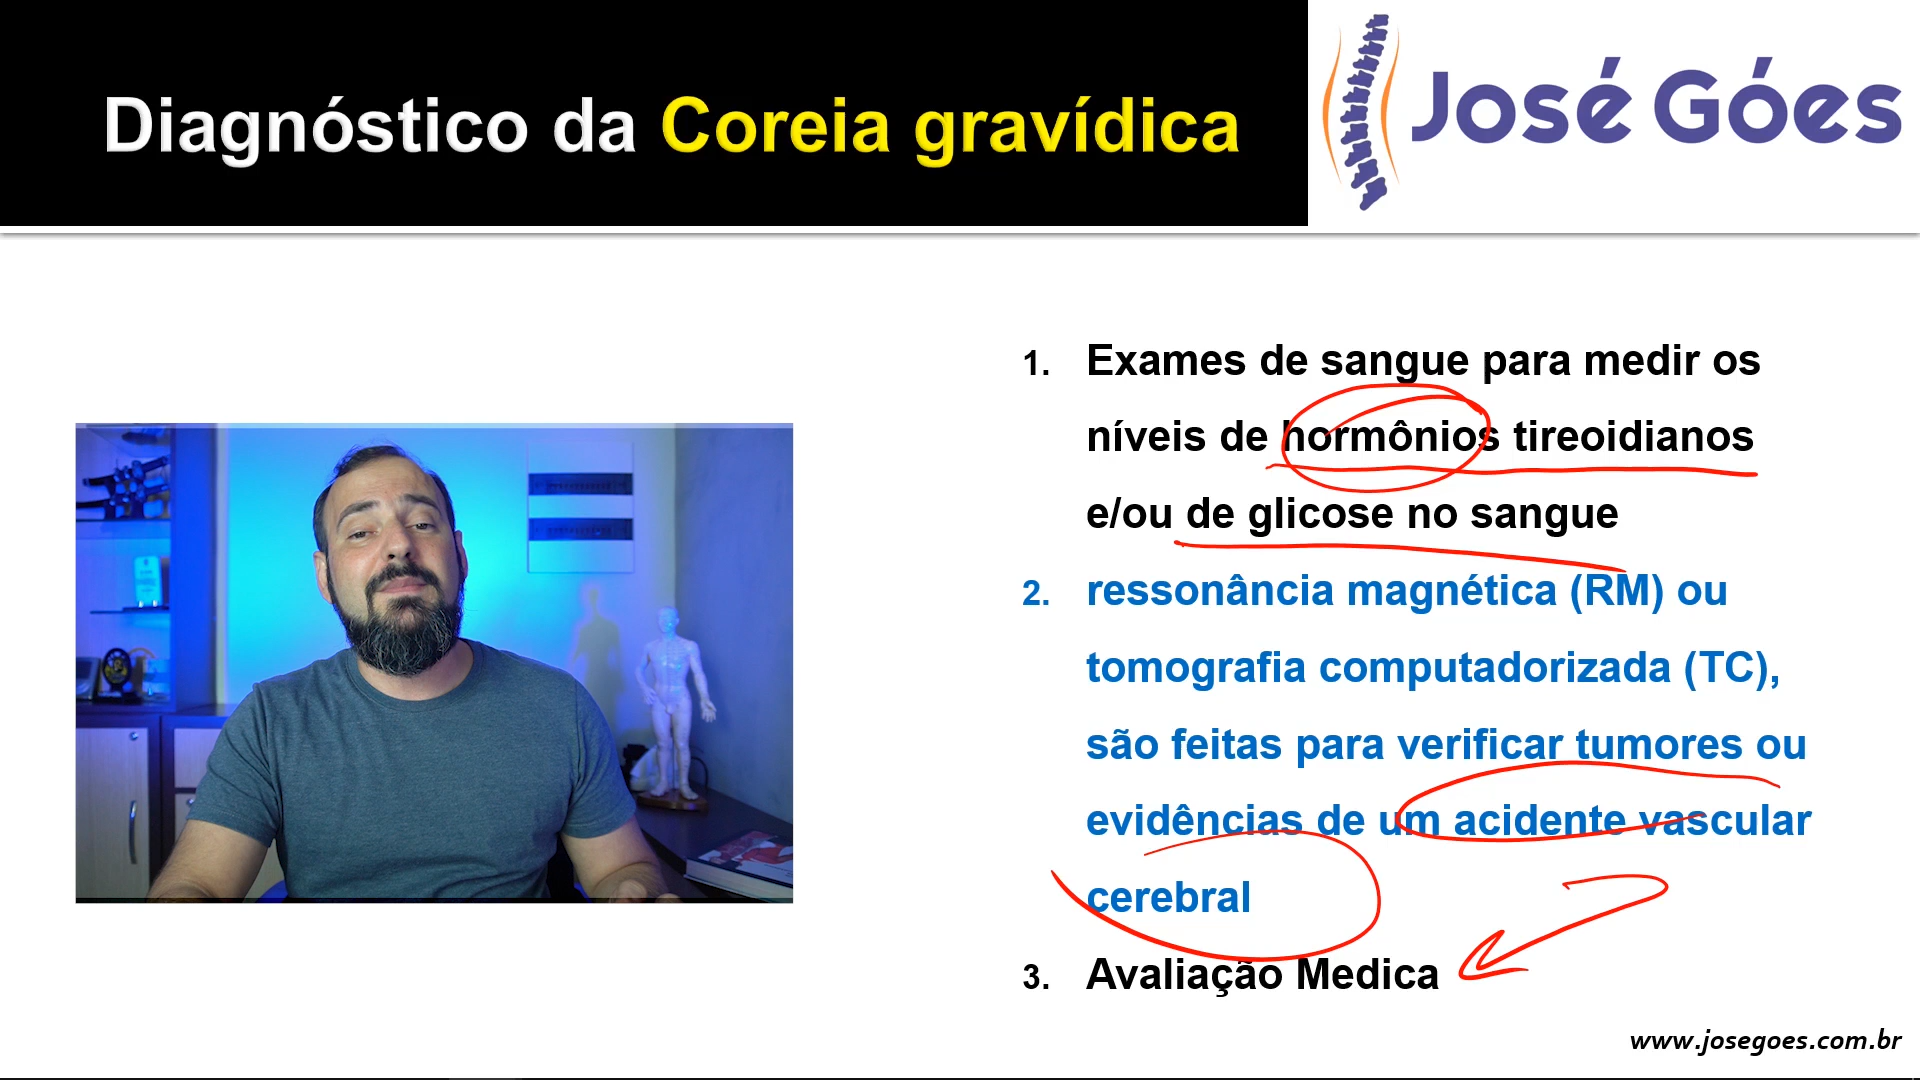 Diagnóstico da Coreia gravídica
José Góes
1. Exames de sangue para medir os
níveis de hormônios tireoidianos
e/ou de glicose no sangue
2. ressonância magnética (RM) ou
tomografia computadorizada (TC),
são feitas para verificar tumores ou
evidências de um acidente vascular
cerebral
3. Avaliação Medica
www.josegoes.com.br